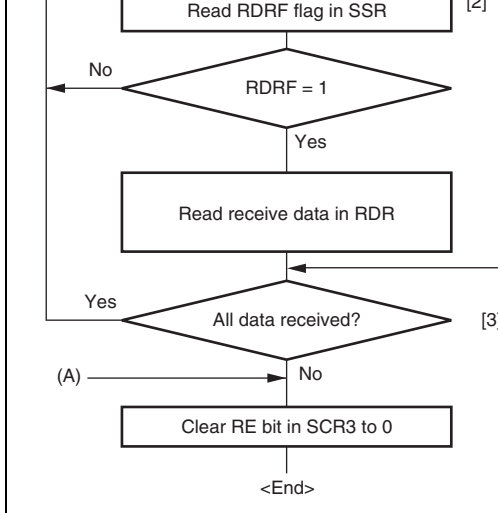 Read RDRF flag in SSR
[2]
No
RDRF = 1
Yes
Read receive data in RDR
Yes
All data received?
[3]
(A)
No
Clear RE bit in SCR3 to 0
<End>